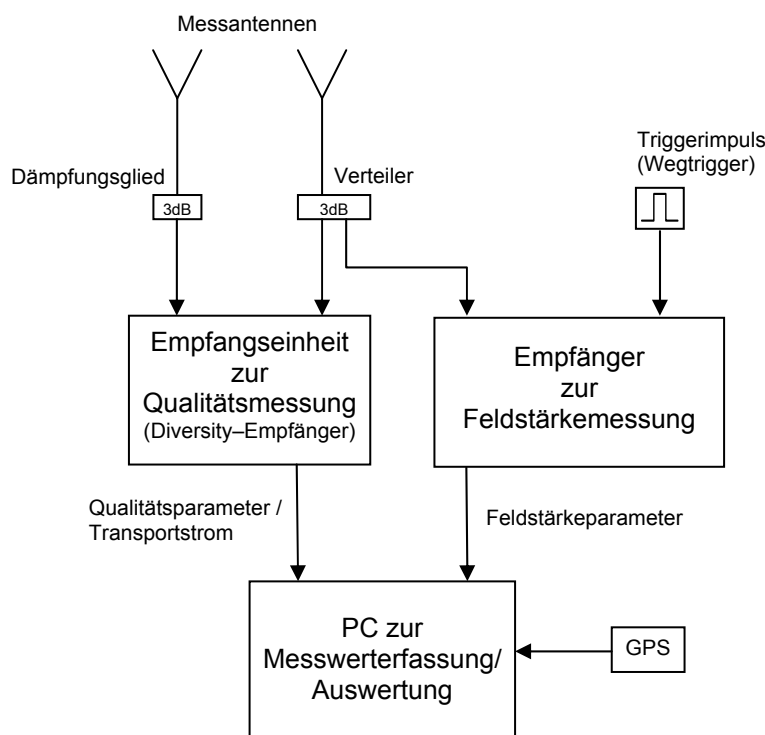 Messantennen
Dämpfungsglied
Verteiler
Triggerimpuls
(Wegtrigger)
3dB
3dB
Empfangseinheit
zur
Qualitätsmessung
(Diversity–Empfänger)
Empfänger
zur
Feldstärkemessung
Qualitätsparameter /
Transportstrom
Feldstärkeparameter
PC zur
Messwerterfassung/
Auswertung
GPS